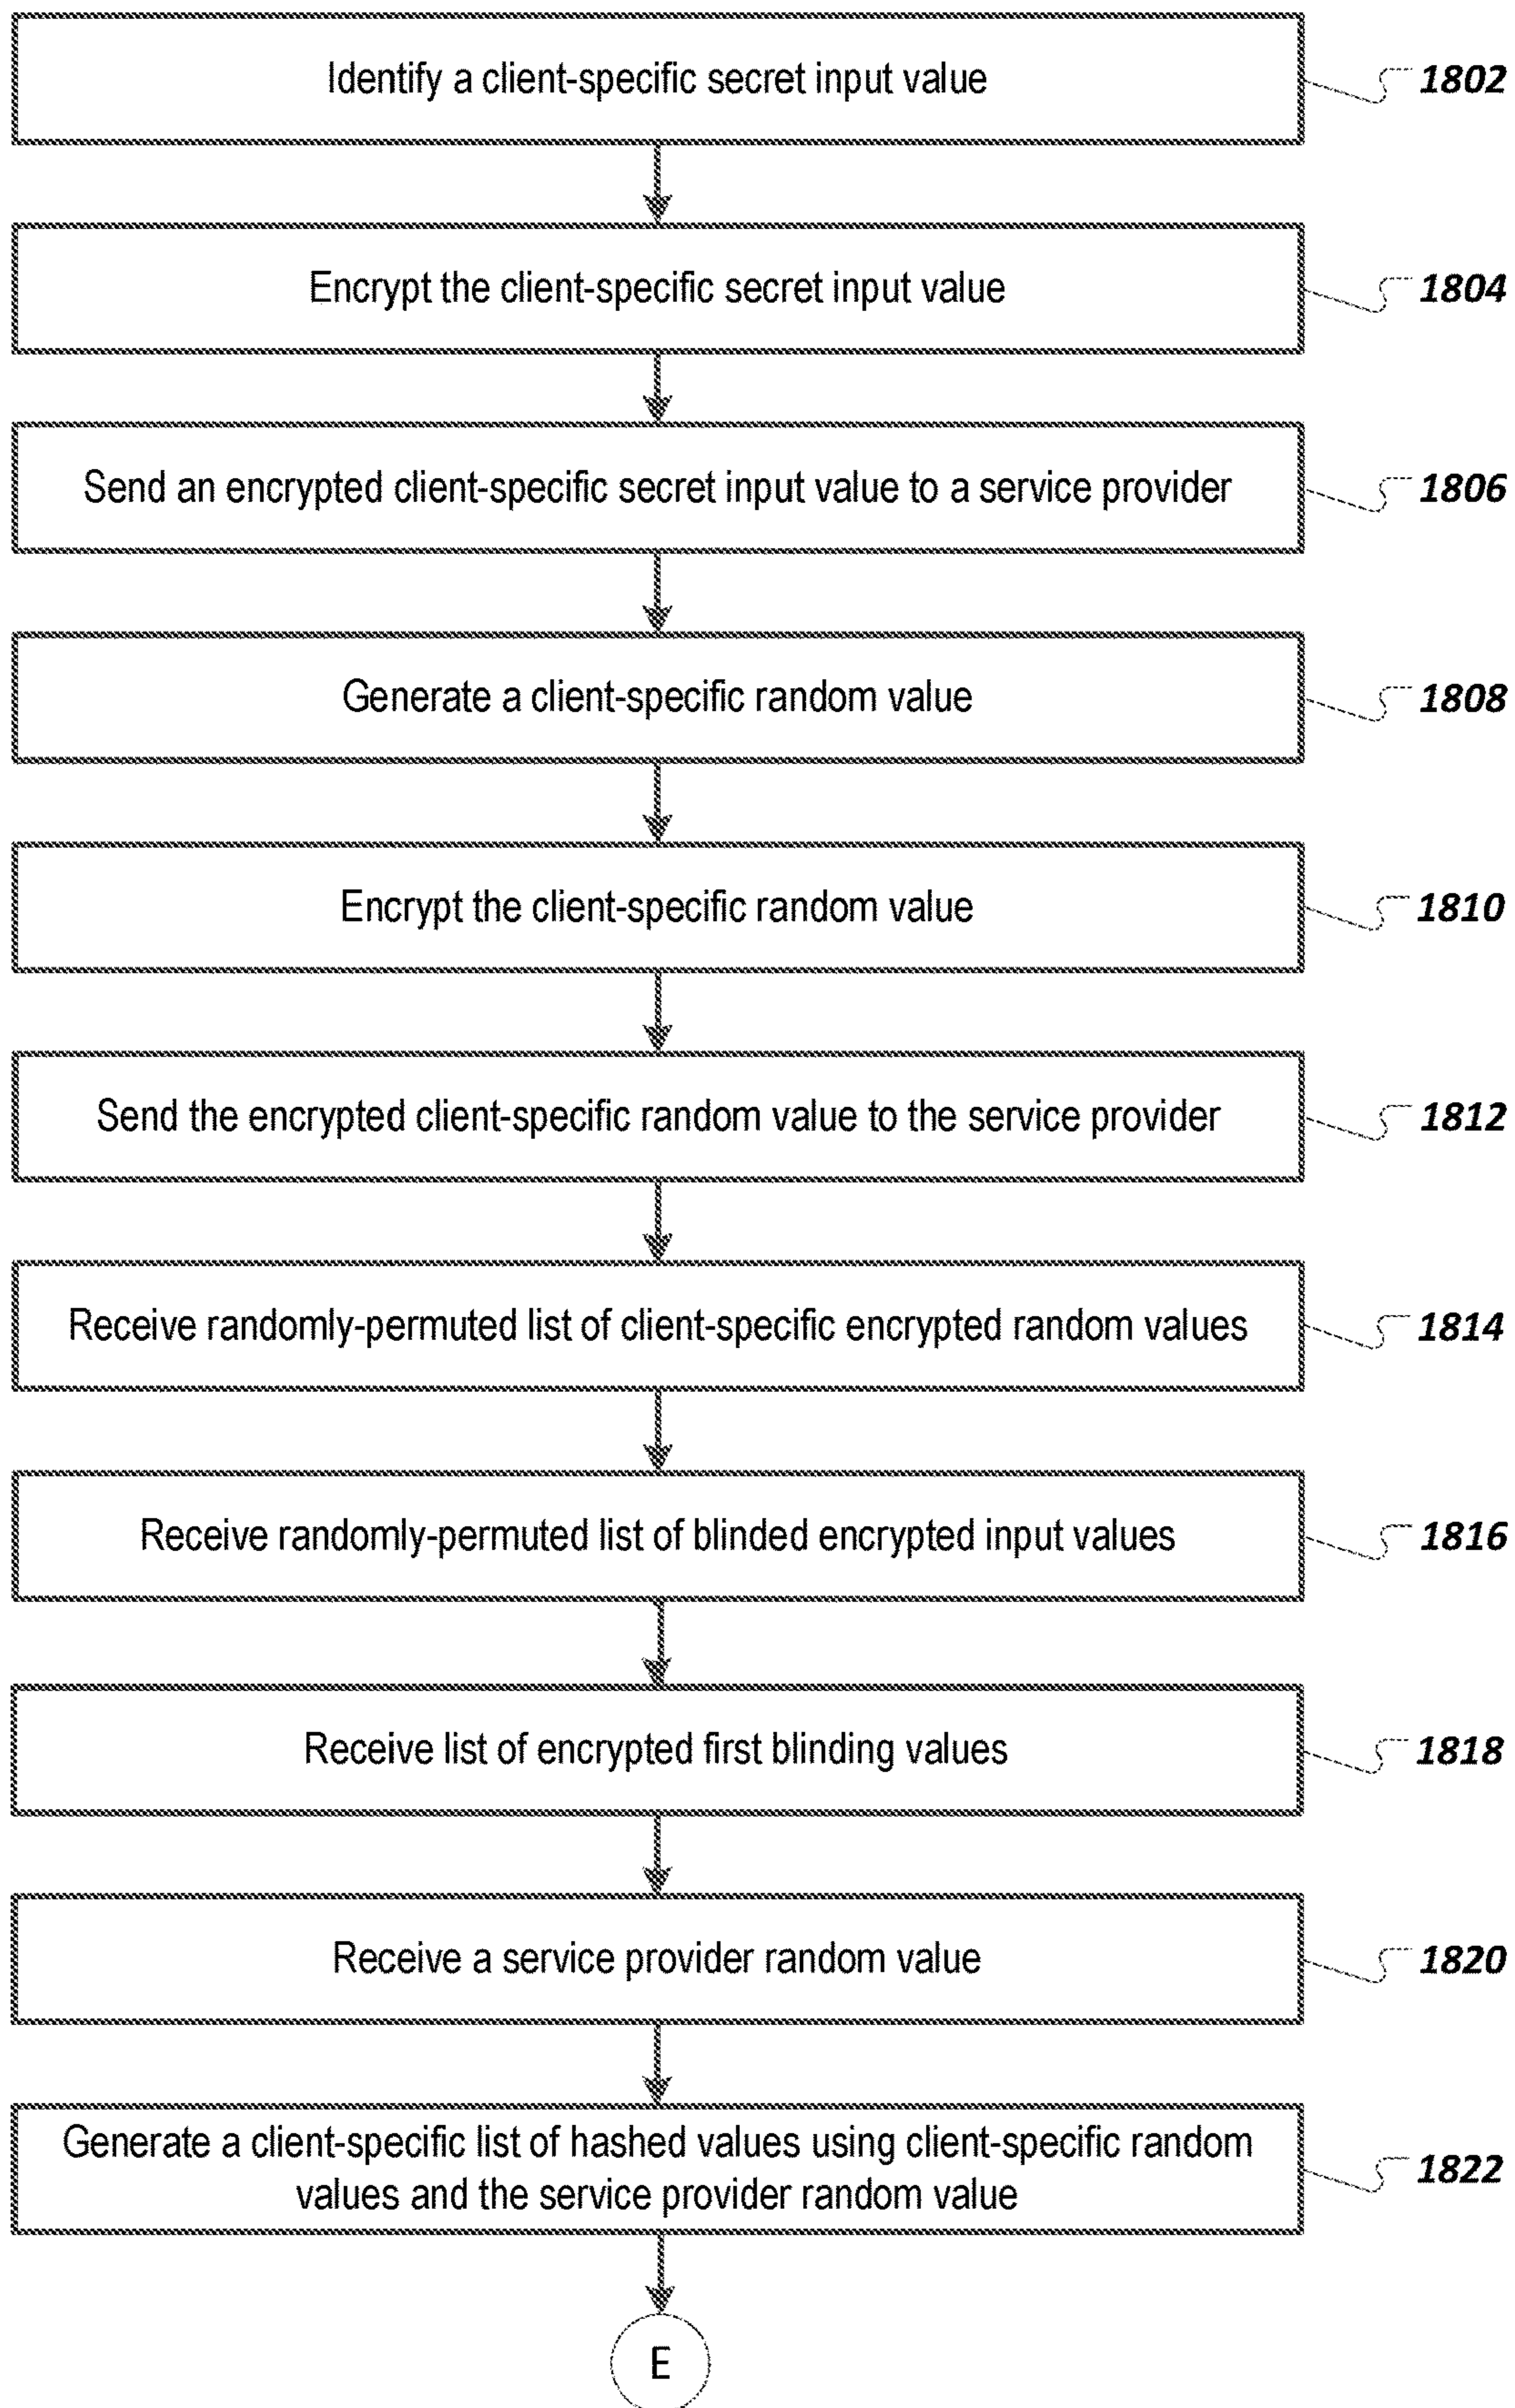 Identify a client-specific secret input value
1802
Encrypt the client-specific secret input value
1804
Send an encrypted client-specific secret input value to a service provider
1806
Generate a client-specific random value
1808
Encrypt the client-specific random value
1810
Send the encrypted client-specific random value to the service provider
1812
Receive randomly-permuted list of client-specific encrypted random values
1814
Receive randomly-permuted list of blinded encrypted input values
1816
Receive list of encrypted first blinding values
1818
Receive a service provider random value
1820
Generate a client-specific list of hashed values using client-specific random
values and the service provider random value
1822
E